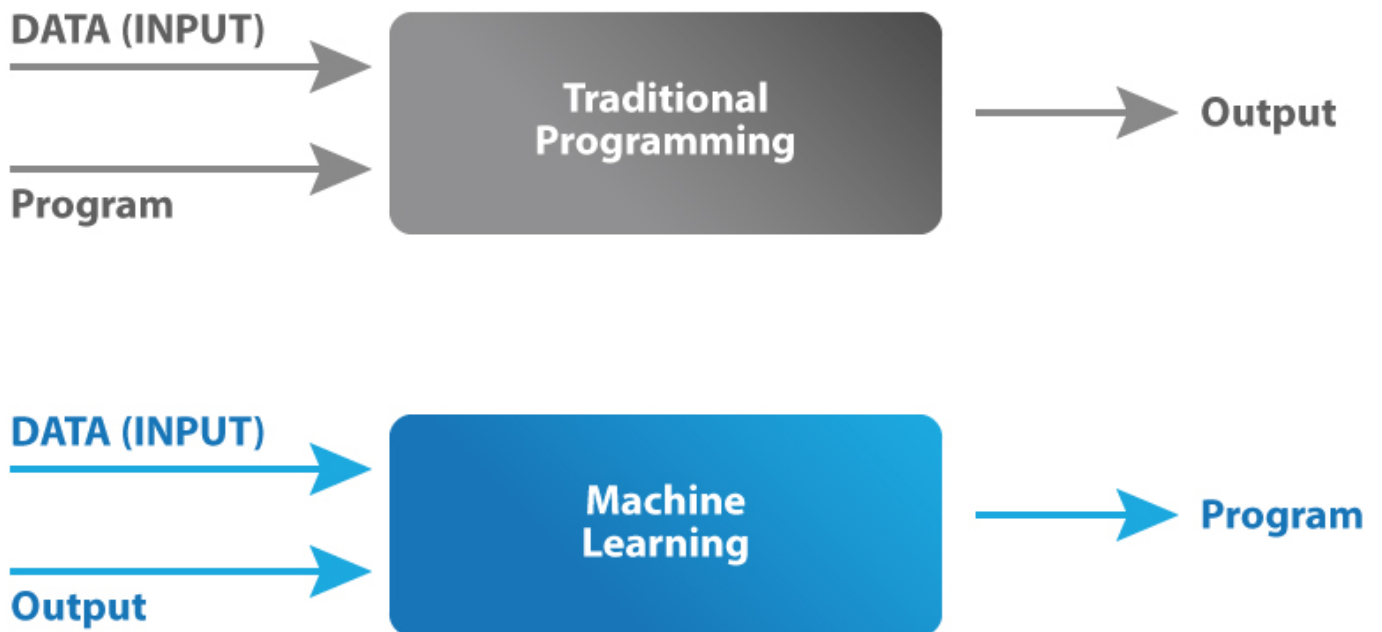 DATA (INPUT)
Program
Traditional
Programming
Output
DATA (INPUT)
Output
Machine
Learning
Program